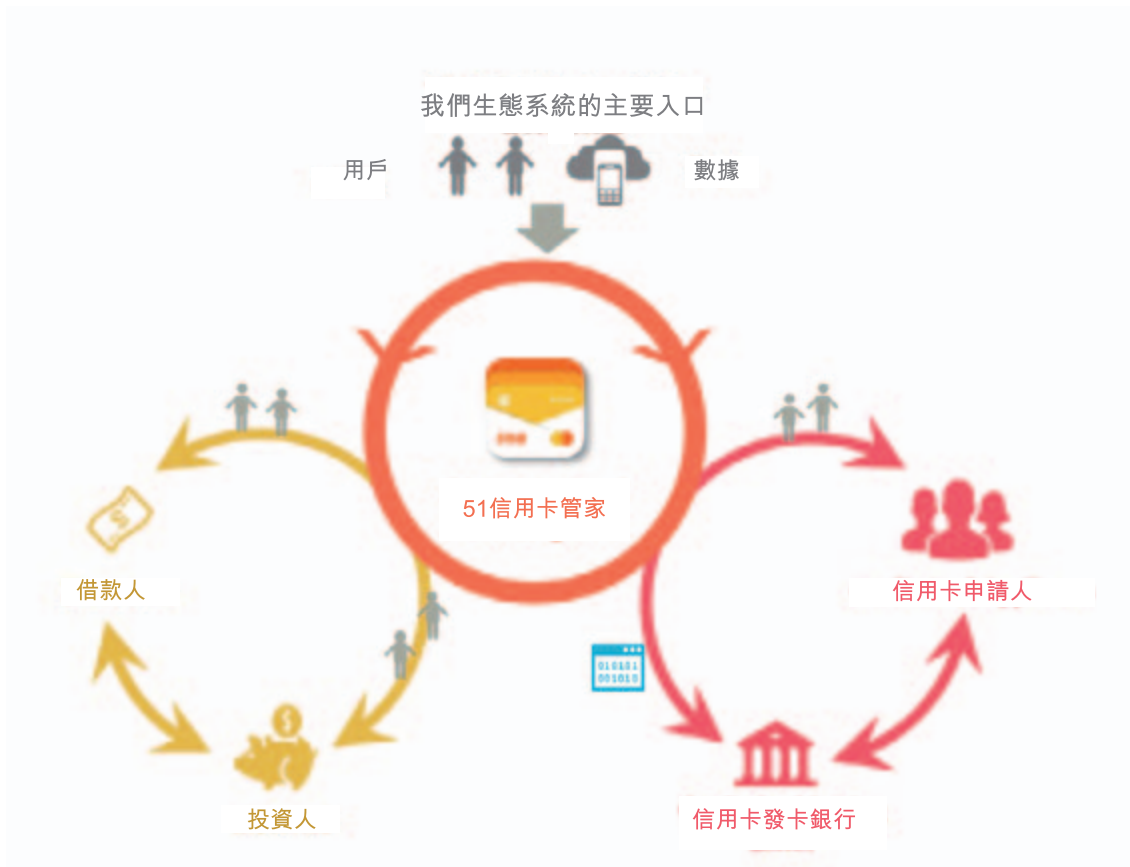 我們生態系統的主要入口
用戶
數據
51信用卡管家
借款人
信用卡申請人
010101
001010
投資人
信用卡發卡銀行